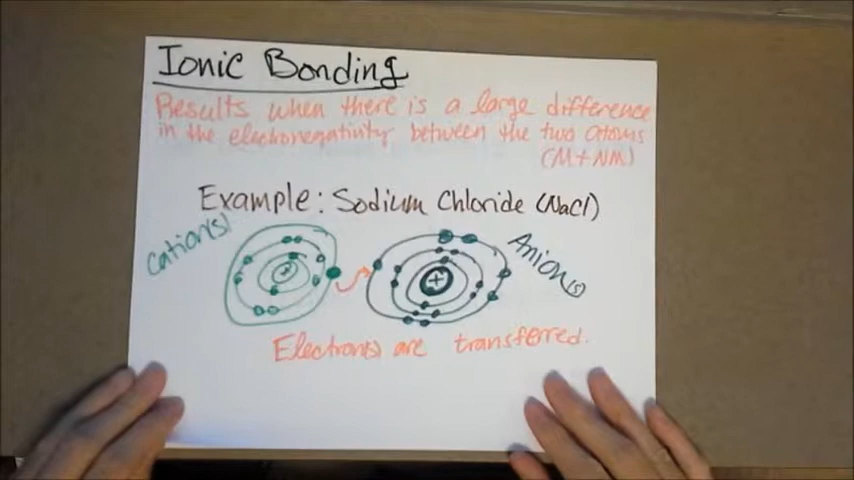 Ionic Bonding
Results when there is a large difference
in the electronegativity between the two atoms
(M+NM)
Example: Sodium Chloride (NaCl)
Cation(s)
Anion(s)
+
+
Electron(s) are transferred.